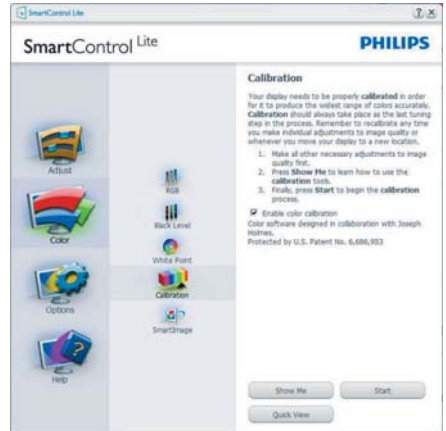 SmartControl Lite
SmartControl Lite
PHILIPS
Adjust
Color
Options
Help
RGB
Black Level
White Point
Calibration
SmartImage
Calibration
Your display needs to be properly calibrated in order
for it to produce the widest range of colors accurately.
Calibration should always take place as the last tuning
step in the process. Remember to recalibrate any time
you make individual adjustments to image quality or
whenever you move your display to a new location.
1. Make all other necessary adjustments to image
quality first.
2. Press Show Me to learn how to use the
calibration tools.
3. Finally, press Start to begin the calibration
process.
Enable color calibration
Color software designed in collaboration with Joseph
Holmes.
Protected by U.S. Patent No. 6,686,953
Show Me
Start
Quick View